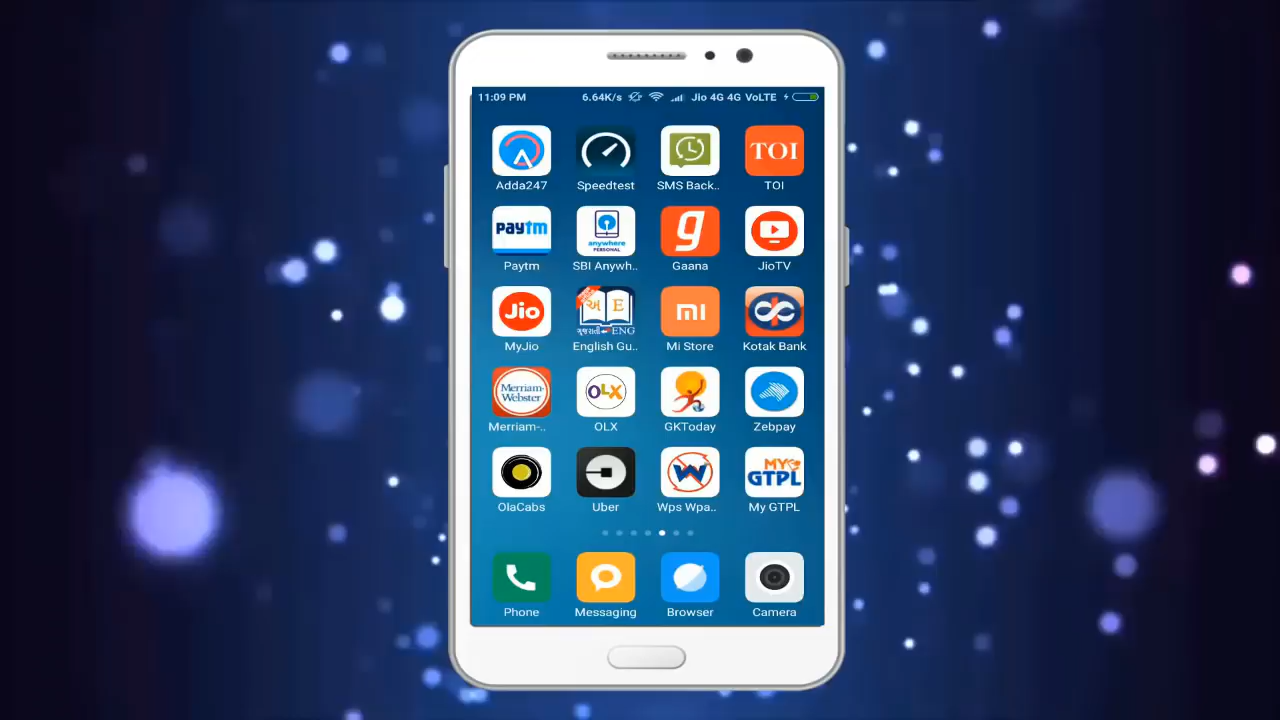 11:09 PM 6.64K/s Jio 4G 4G VoLTE
TOI
Adda247 Speedtest SMS Back.. TOI
paytm
anywhere
PERSONAL
g
Paytm SBI Anywh.. Gaana JioTV
Jio
અ E
ગુજરાતી ENG
mi
MyJio English Gu.. Mi Store Kotak Bank
Merriam-
Webster
OLX
Merriam-.. OLX GKToday Zebpay
W
MY
GTPL
OlaCabs Uber Wps Wpa.. My GTPL
Phone Messaging Browser Camera